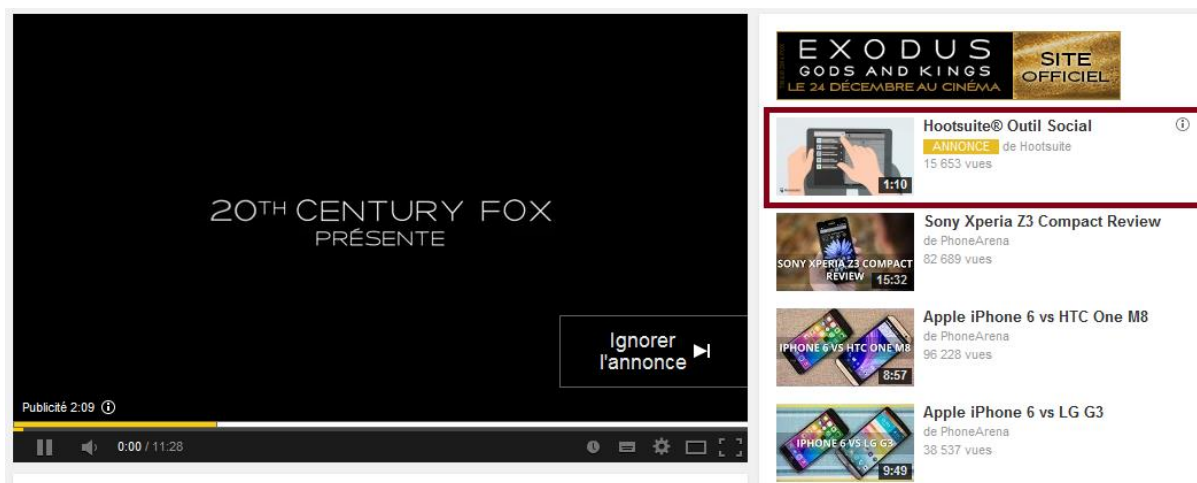 20TH CENTURY FOX
PRÉSENTE
Ignorer
l'annonce
Publicité 2:09
0:00 / 11:28
EXODUS
GODS AND KINGS
LE 24 DÉCEMBRE AU CINÉMA
SITE
OFFICIEL
Hootsuite® Outil Social
ANNONCE de Hootsuite
15 653 vues
1:10
Sony Xperia Z3 Compact Review
de PhoneArena
82 689 vues
SONY XPERIA Z3 COMPACT
REVIEW
15:32
Apple iPhone 6 vs HTC One M8
de PhoneArena
96 228 vues
IPHONE 6 VS HTC ONE M8
8:57
Apple iPhone 6 vs LG G3
de PhoneArena
38 537 vues
IPHONE 6 VS LG G3
9:49